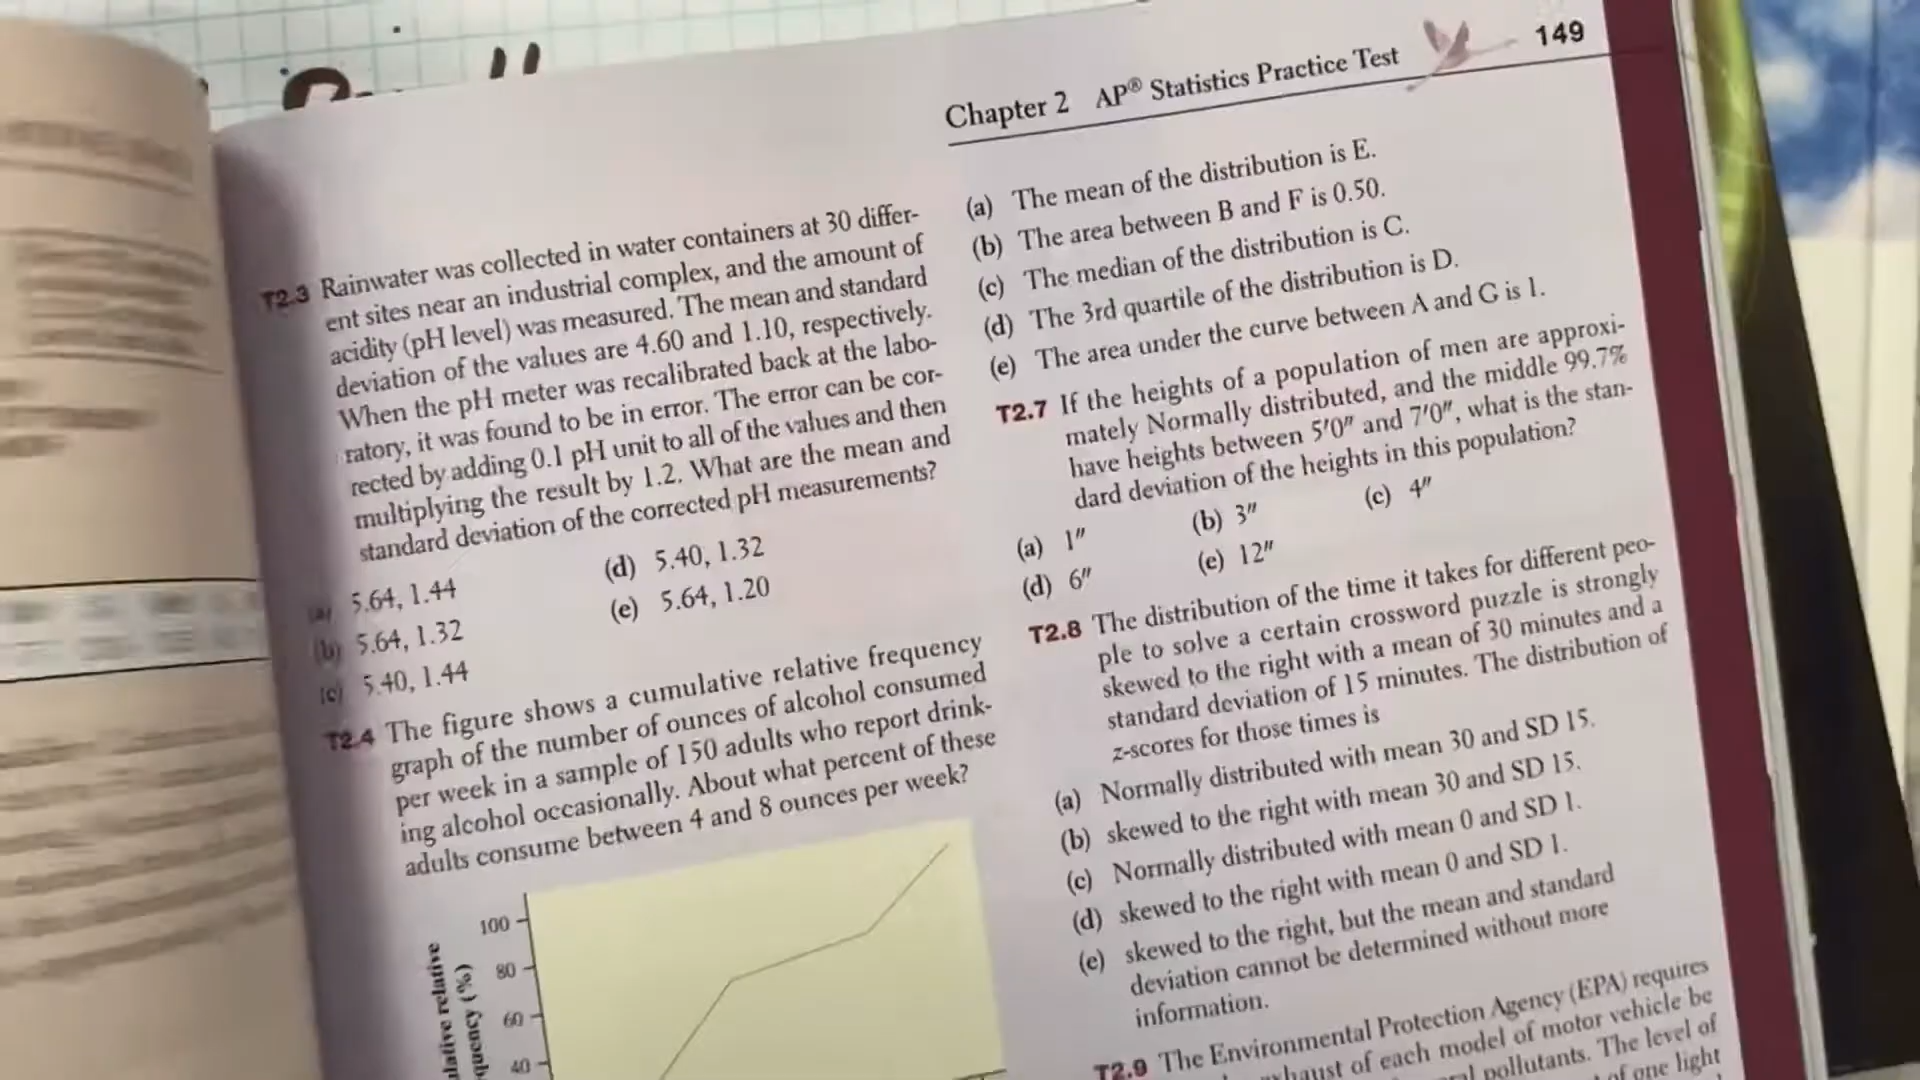 Chapter 2 AP® Statistics Practice Test
149
T2.3 Rainwater was collected in water containers at 30 differ-
ent sites near an industrial complex, and the amount of
acidity (pH level) was measured. The mean and standard
deviation of the values are 4.60 and 1.10, respectively.
When the pH meter was recalibrated back at the labo-
ratory, it was found to be in error. The error can be cor-
rected by adding 0.1 pH unit to all of the values and then
multiplying the result by 1.2. What are the mean and
standard deviation of the corrected pH measurements?
(a) 5.64, 1.44
(b) 5.64, 1.32
(c) 5.40, 1.44
(d) 5.40, 1.32
(e) 5.64, 1.20
T2.4 The figure shows a cumulative relative frequency
graph of the number of ounces of alcohol consumed
per week in a sample of 150 adults who report drink-
ing alcohol occasionally. About what percent of these
adults consume between 4 and 8 ounces per week?
100
80
60
40
(a) The mean of the distribution is E.
(b) The area between B and F is 0.50.
(c) The median of the distribution is C.
(d) The 3rd quartile of the distribution is D.
(e) The area under the curve between A and G is 1.
T2.7 If the heights of a population of men are approxi-
mately Normally distributed, and the middle 99.7%
have heights between 5′0″ and 7′0″, what is the stan-
dard deviation of the heights in this population?
(a) 1″ (b) 3″ (c) 4″
(d) 6″ (e) 12″
T2.8 The distribution of the time it takes for different peo-
ple to solve a certain crossword puzzle is strongly
skewed to the right with a mean of 30 minutes and a
standard deviation of 15 minutes. The distribution of
z-scores for those times is
(a) Normally distributed with mean 30 and SD 15.
(b) skewed to the right with mean 30 and SD 15.
(c) Normally distributed with mean 0 and SD 1.
(d) skewed to the right with mean 0 and SD 1.
(e) skewed to the right, but the mean and standard
deviation cannot be determined without more
information.
T2.9 The Environmental Protection Agency (EPA) requires
of each model of motor vehicle be
pollutants. The level of
of one light